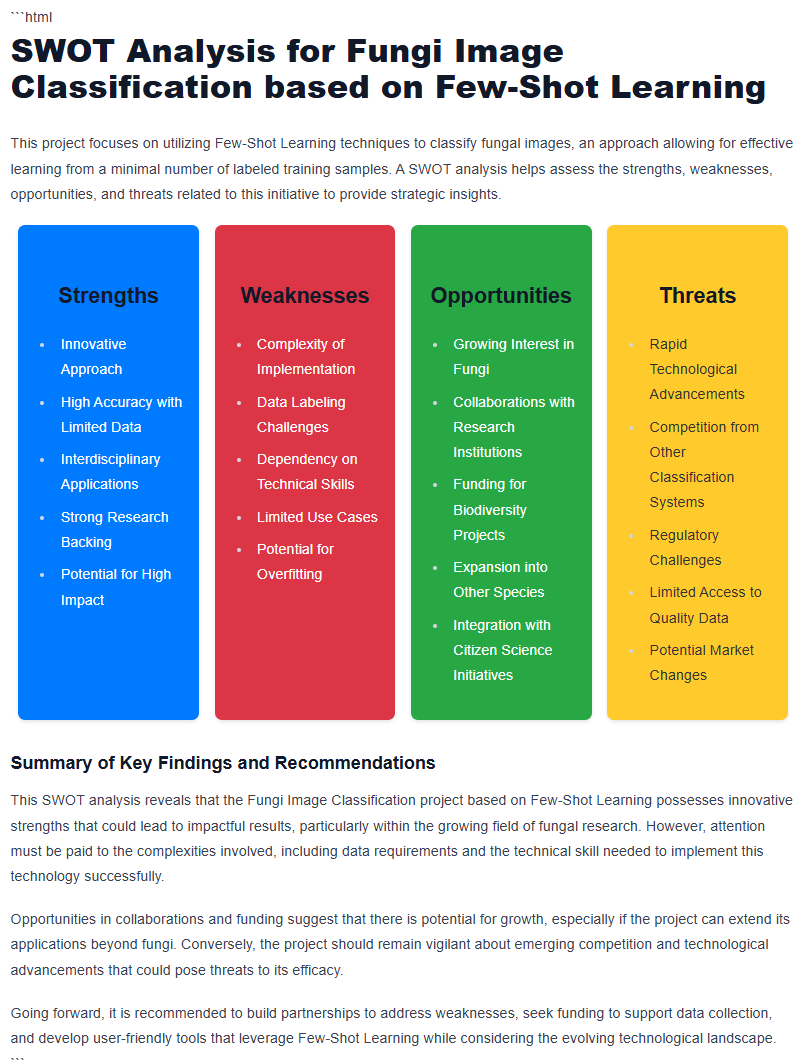 ```html
SWOT Analysis for Fungi Image
Classification based on Few-Shot Learning
This project focuses on utilizing Few-Shot Learning techniques to classify fungal images, an approach allowing for effective
learning from a minimal number of labeled training samples. A SWOT analysis helps assess the strengths, weaknesses,
opportunities, and threats related to this initiative to provide strategic insights.
Strengths
Innovative
Approach
High Accuracy with
Limited Data
Interdisciplinary
Applications
Strong Research
Backing
Potential for High
Impact
Weaknesses
Complexity of
Implementation
Data Labeling
Challenges
Dependency on
Technical Skills
Limited Use Cases
Potential for
Overfitting
Opportunities
Growing Interest in
Fungi
Collaborations with
Research
Institutions
Funding for
Biodiversity
Projects
Expansion into
Other Species
Integration with
Citizen Science
Initiatives
Threats
Rapid
Technological
Advancements
Competition from
Other
Classification
Systems
Regulatory
Challenges
Limited Access to
Quality Data
Potential Market
Changes
Summary of Key Findings and Recommendations
This SWOT analysis reveals that the Fungi Image Classification project based on Few-Shot Learning possesses innovative
strengths that could lead to impactful results, particularly within the growing field of fungal research. However, attention
must be paid to the complexities involved, including data requirements and the technical skill needed to implement this
technology successfully.
Opportunities in collaborations and funding suggest that there is potential for growth, especially if the project can extend its
applications beyond fungi. Conversely, the project should remain vigilant about emerging competition and technological
advancements that could pose threats to its efficacy.
Going forward, it is recommended to build partnerships to address weaknesses, seek funding to support data collection,
and develop user-friendly tools that leverage Few-Shot Learning while considering the evolving technological landscape.
```